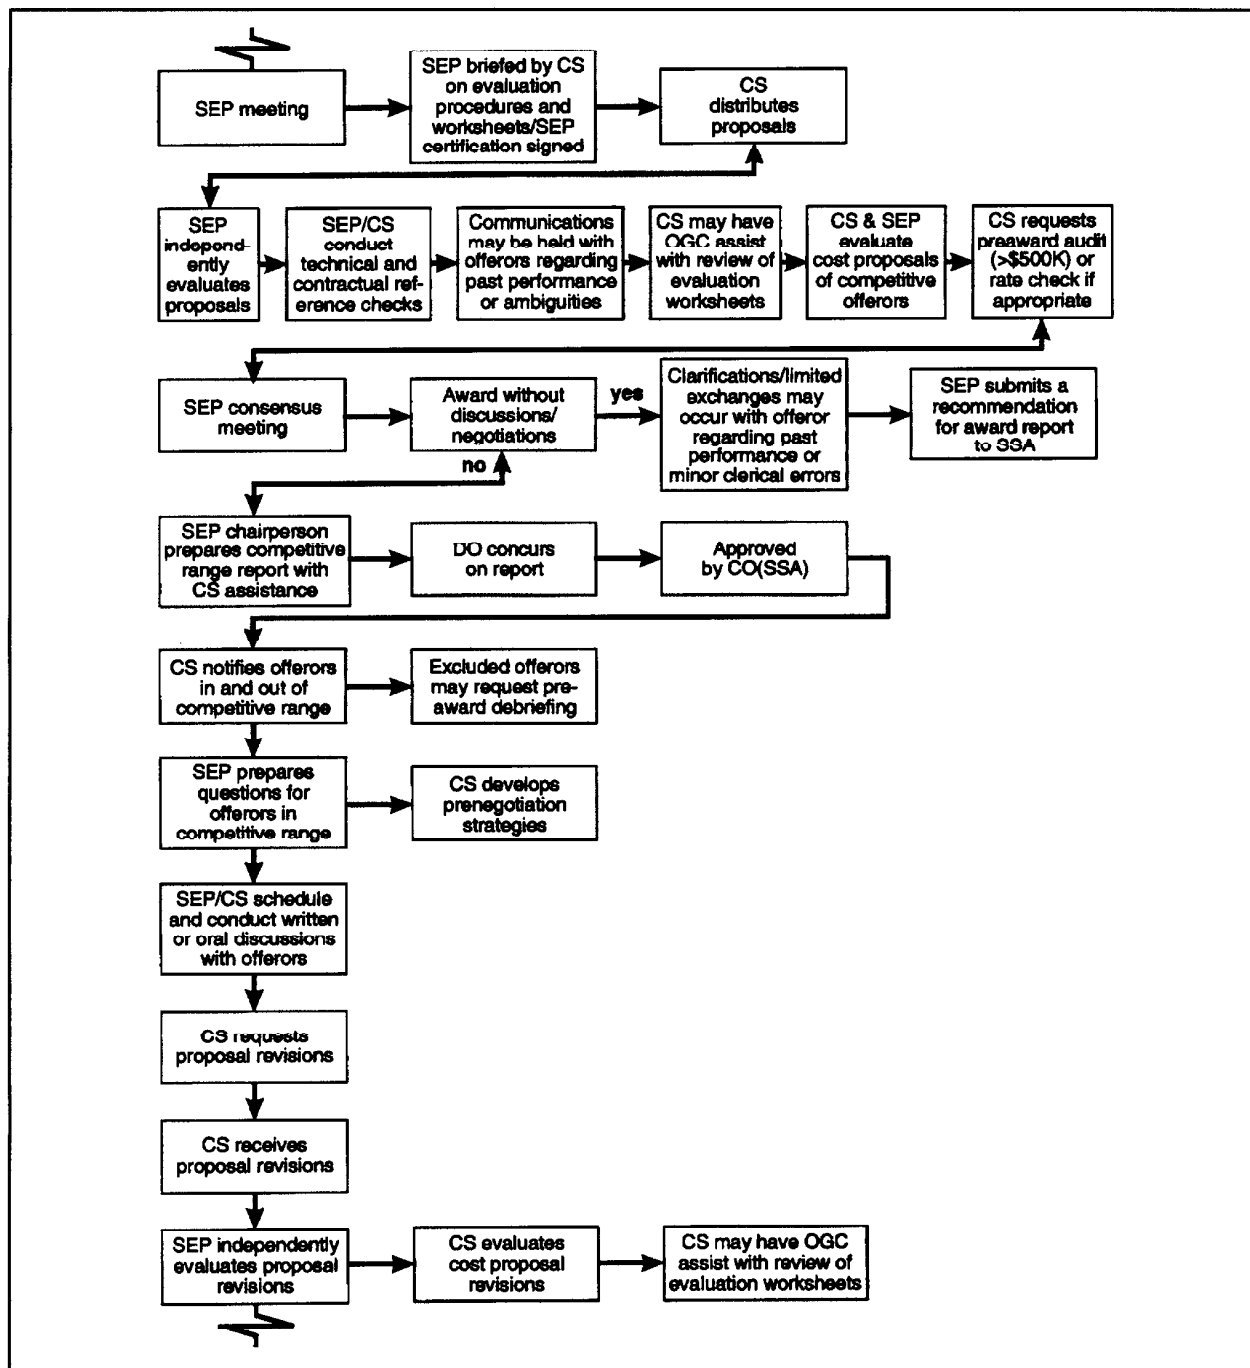 SEP meeting
SEP briefed by CS
on evaluation
procedures and
worksheets/SEP
certification signed
CS
distributes
proposals
SEP
independ-
ently
evaluates
proposals
SEP/CS
conduct
technical and
contractual ref-
erence checks
Communications
may be held with
offerors regarding
past performance
or ambiguities
CS may have
OGC assist
with review of
evaluation
worksheets
CS & SEP
evaluate
cost proposals
of competitive
offerors
CS requests
preaward audit
(>$500K) or
rate check if
appropriate
SEP consensus
meeting
Award without
discussions/
negotiations
yes
no
Clarifications/limited
exchanges may
occur with offeror
regarding past
performance or
minor clerical errors
SEP submits a
recommendation
for award report
to SSA
SEP chairperson
prepares competitive
range report with
CS assistance
DO concurs
on report
Approved
by CO(SSA)
CS notifies offerors
in and out of
competitive range
Excluded offerors
may request pre-
award debriefing
SEP prepares
questions for
offerors in
competitive range
CS develops
prenegotiation
strategies
SEP/CS schedule
and conduct written
or oral discussions
with offerors
CS requests
proposal revisions
CS receives
proposal revisions
SEP independently
evaluates proposal
revisions
CS evaluates
cost proposal
revisions
CS may have OGC
assist with review of
evaluation worksheets